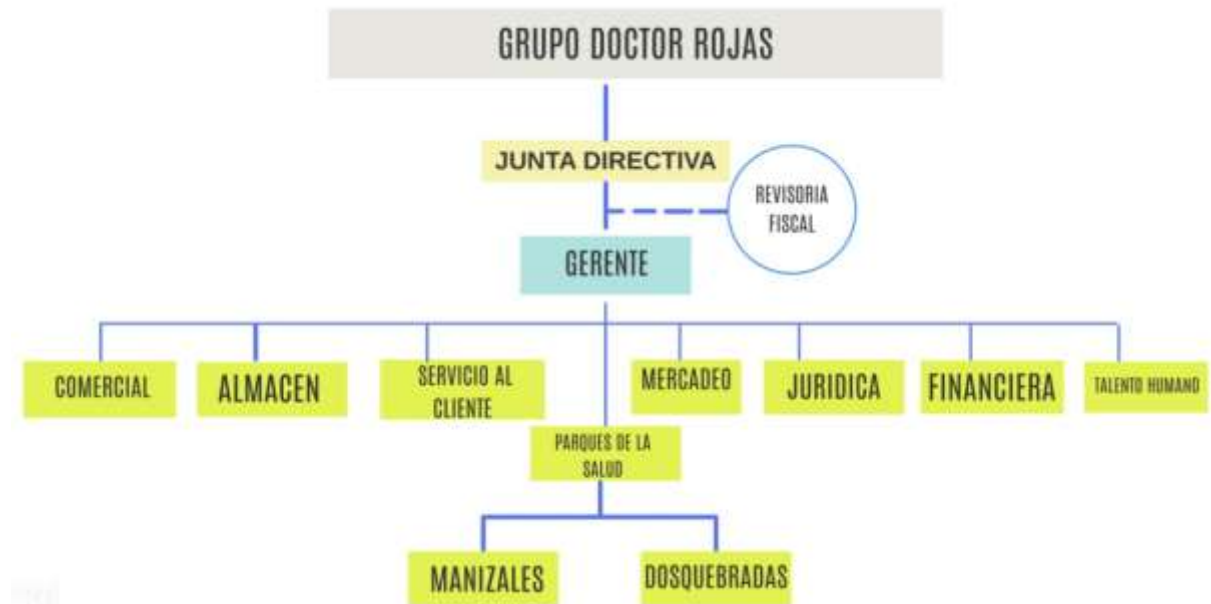 GRUPO DOCTOR ROJAS
JUNTA DIRECTIVA
REVISORIA
FISCAL
GERENTE
COMERCIAL
ALMACEN
SERVICIO AL
CLIENTE
MERCADEO
JURIDICA
FINANCIERA
TALENTO HUMANO
PARQUES DE LA
SALUD
MANIZALES
DOSQUEBRADAS